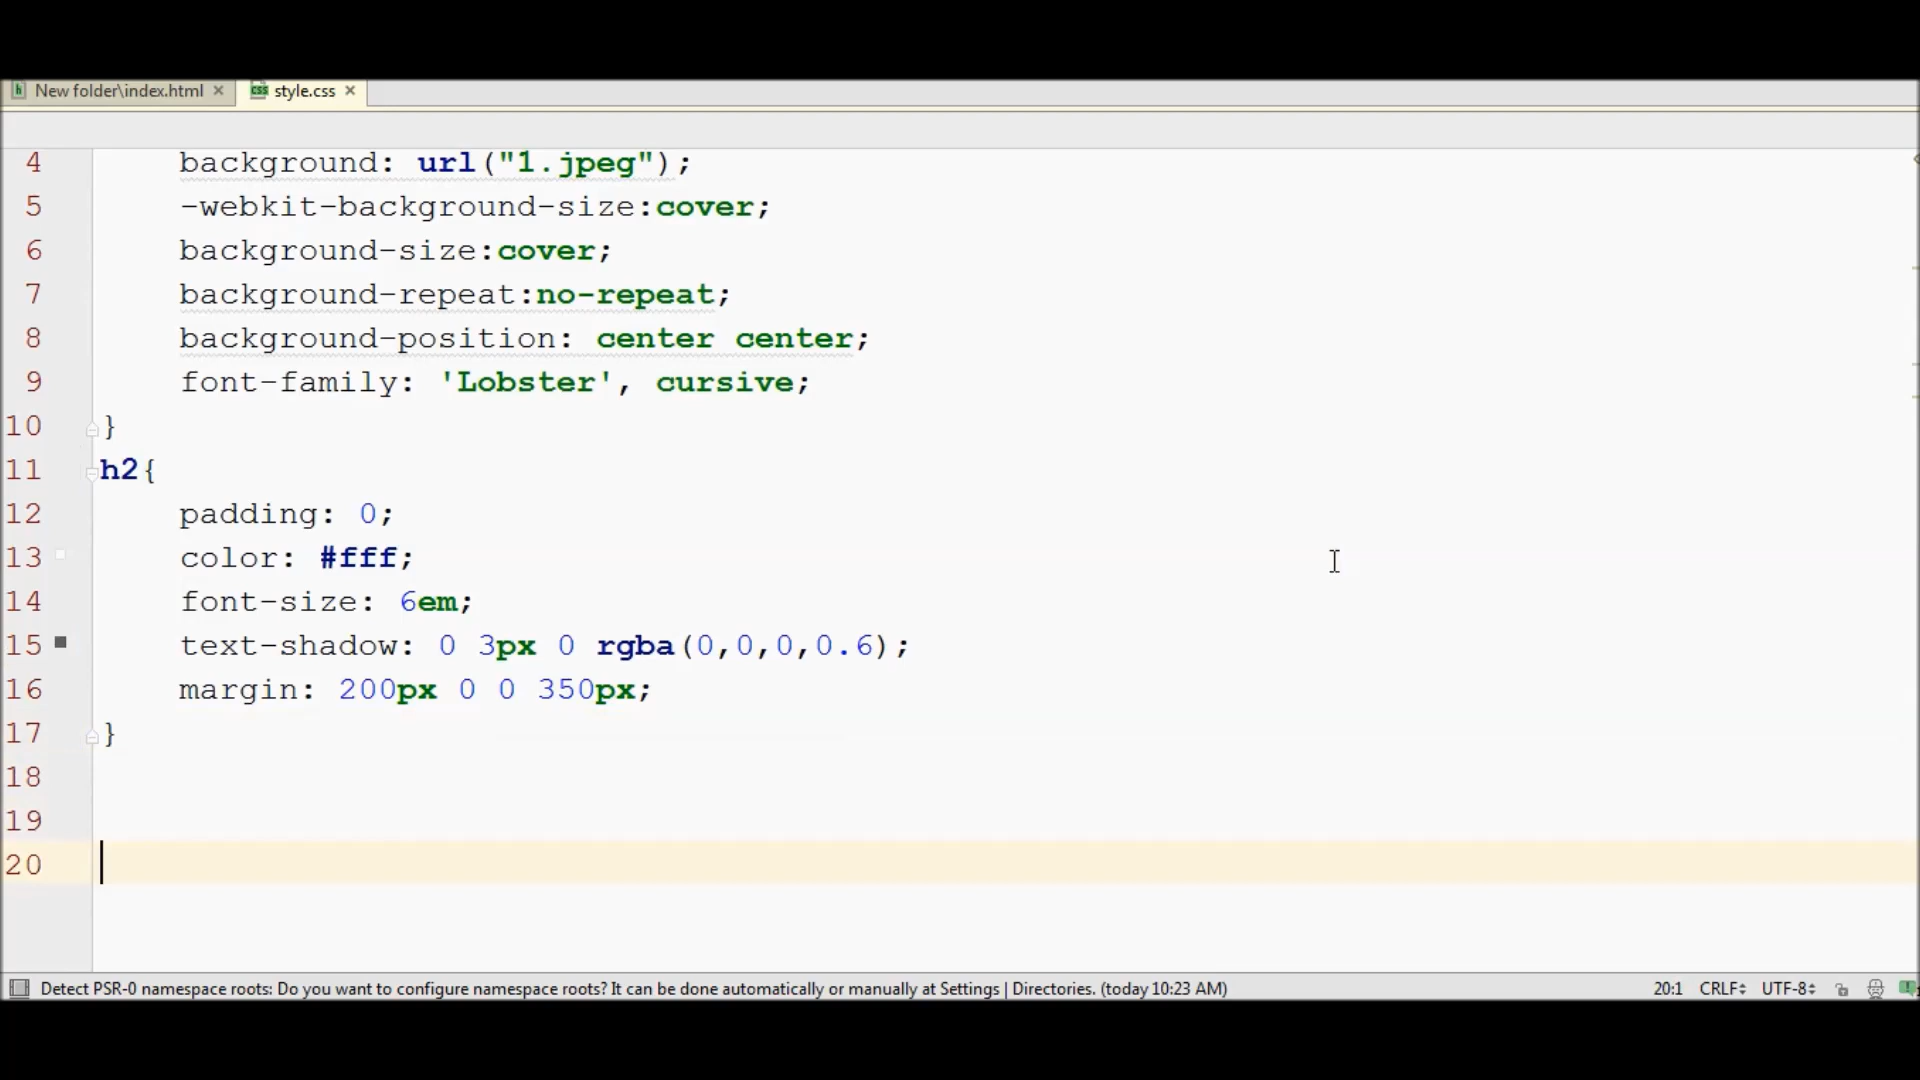 New folder\index.html
style.css
4 background: url("1.jpeg");
5 -webkit-background-size:cover;
6 background-size:cover;
7 background-repeat:no-repeat;
8 background-position: center center;
9 font-family: 'Lobster', cursive;
10 }
11 h2{
12 padding: 0;
13 color: #fff;
14 font-size: 6em;
15 text-shadow: 0 3px 0 rgba(0,0,0,0.6);
16 margin: 200px 0 0 350px;
17 }
18
19
20
Detect PSR-0 namespace roots: Do you want to configure namespace roots? It can be done automatically or manually at Settings | Directories. (today 10:23 AM) 20:1 CRLF UTF-8